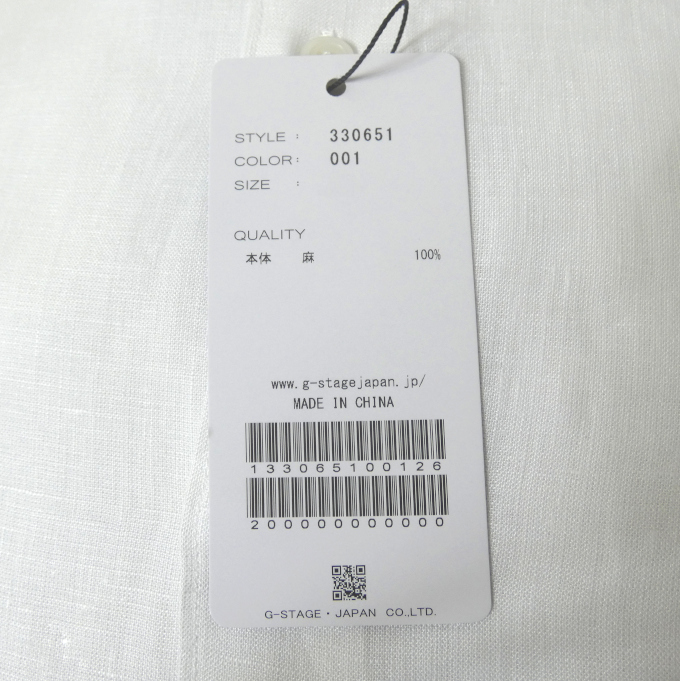 STYLE : 330651
COLOR : 001
SIZE :
QUALITY
本体 麻 100%
www.g-stagejapan.jp/
MADE IN CHINA
1330651001 26
2000000000000
G-STAGE・JAPAN CO.,LTD.